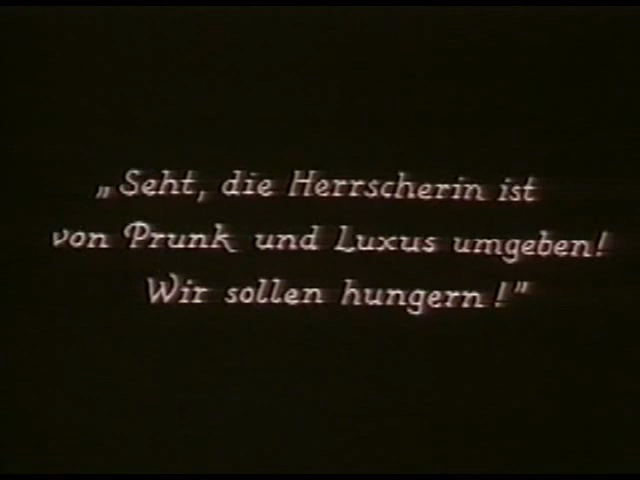 „Seht, die Herrscherin ist
von Prunk und Luxus umgeben!
Wir sollen hungern!"